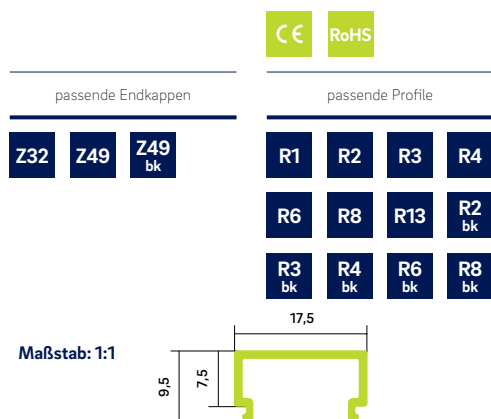 CE RoHS
passende Endkappen
passende Profile
Z32 Z49 Z49 bk
R1 R2 R3 R4
R6 R8 R13 R2 bk
R3 bk R4 bk R6 bk R8 bk
17,5
Maßstab: 1:1
9,5
7,5